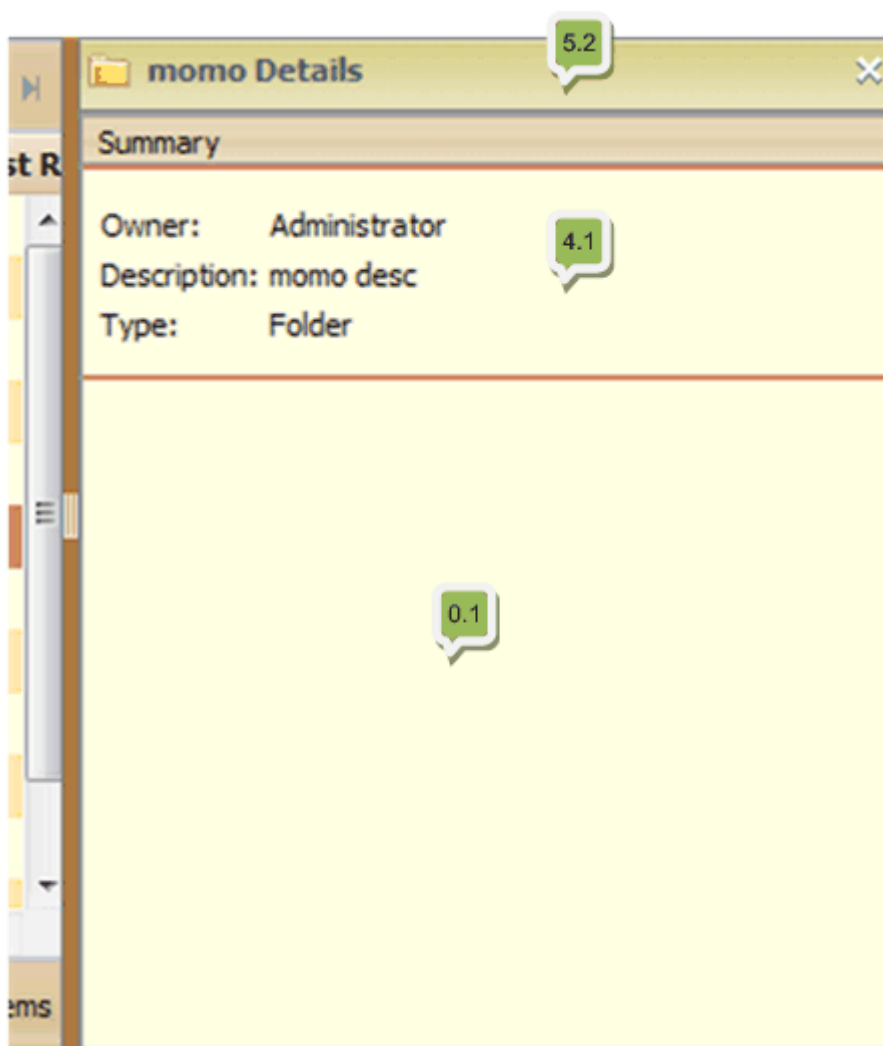 5.2
momo Details
Summary
st R
Owner: Administrator
4.1
Description: momo desc
Type: Folder
0.1
ems